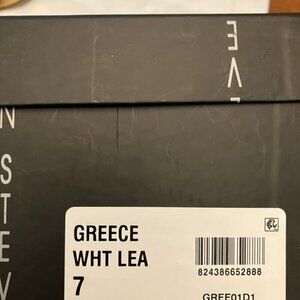 E
V
N
S
T
E
V
GREECE
WHT LEA
7
824386652888
GREE01D1